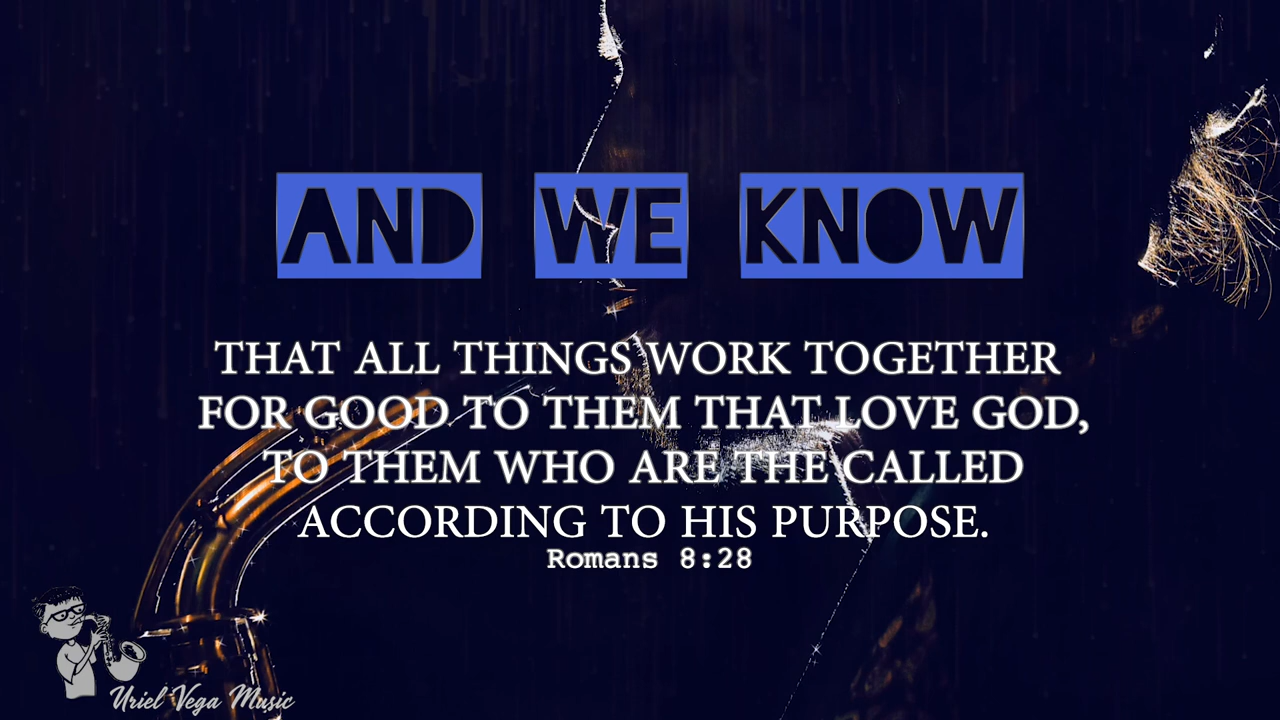 AND WE KNOW
THAT ALL THINGS WORK TOGETHER
FOR GOOD TO THEM THAT LOVE GOD,
TO THEM WHO ARE THE CALLED
ACCORDING TO HIS PURPOSE.
Romans 8:28
Uriel Vega Music